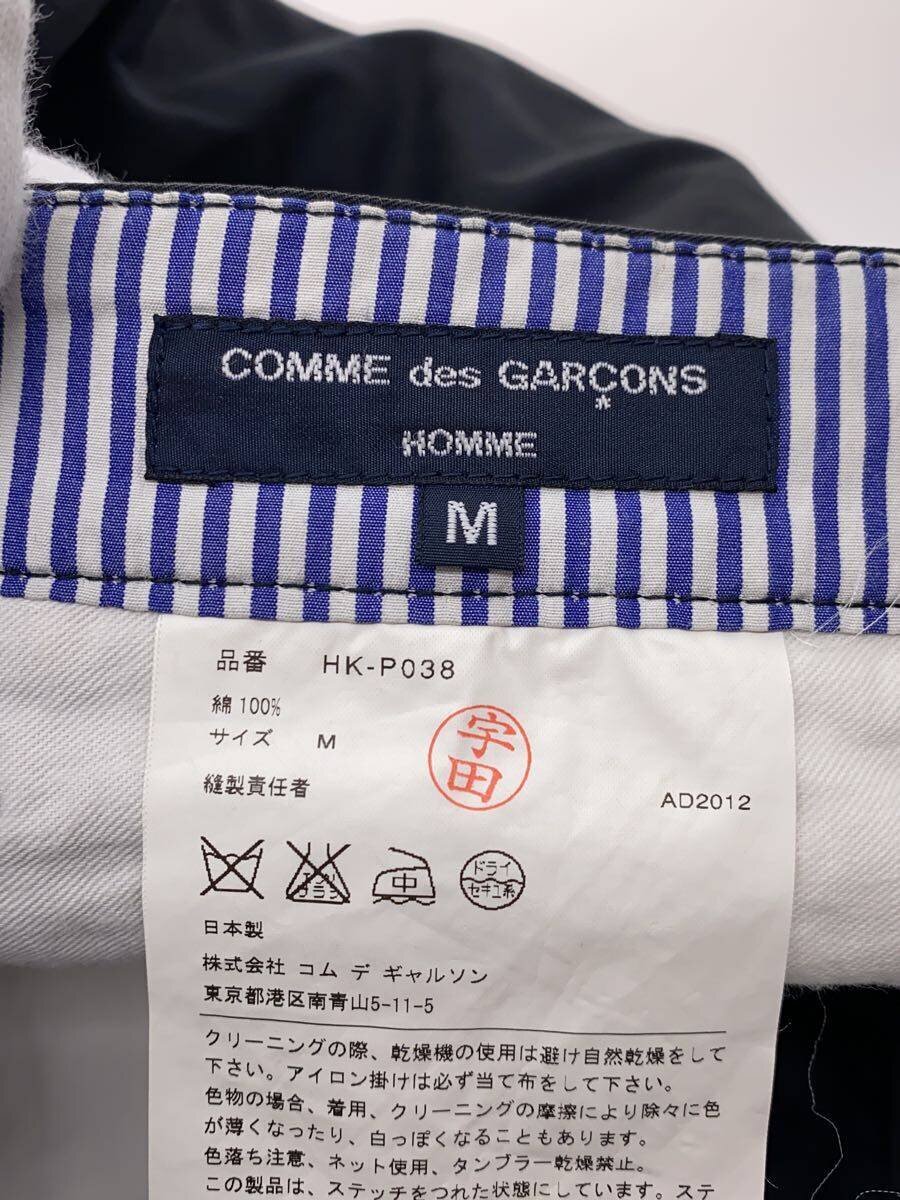 COMME des GARÇONS
*
HOMME
M
品番 HK-P038
綿 100%
サイズ M
縫製責任者
宇田
AD2012
中
ドライ
セキユ系
日本製
株式会社 コム デ ギャルソン
東京都港区南青山5-11-5
クリーニングの際、乾燥機の使用は避け自然乾燥をして
下さい。アイロン掛けは必ず当て布をして下さい。
色物の場合、着用、クリーニングの摩擦により除々に色
が薄くなったり、白っぽくなることもあります。
色落ち注意、ネット使用、タンブラー乾燥禁止。
この製品は、ステッチをつれた状態にしています。ステ